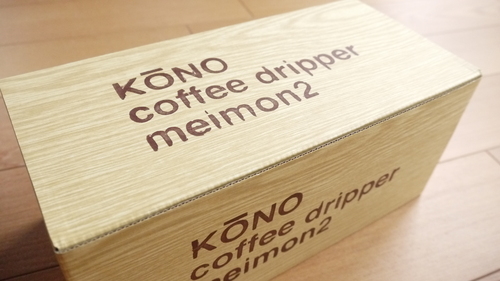 KŌNO
coffee dripper
meimon2
KŌNO
coffee dripper
meimon2